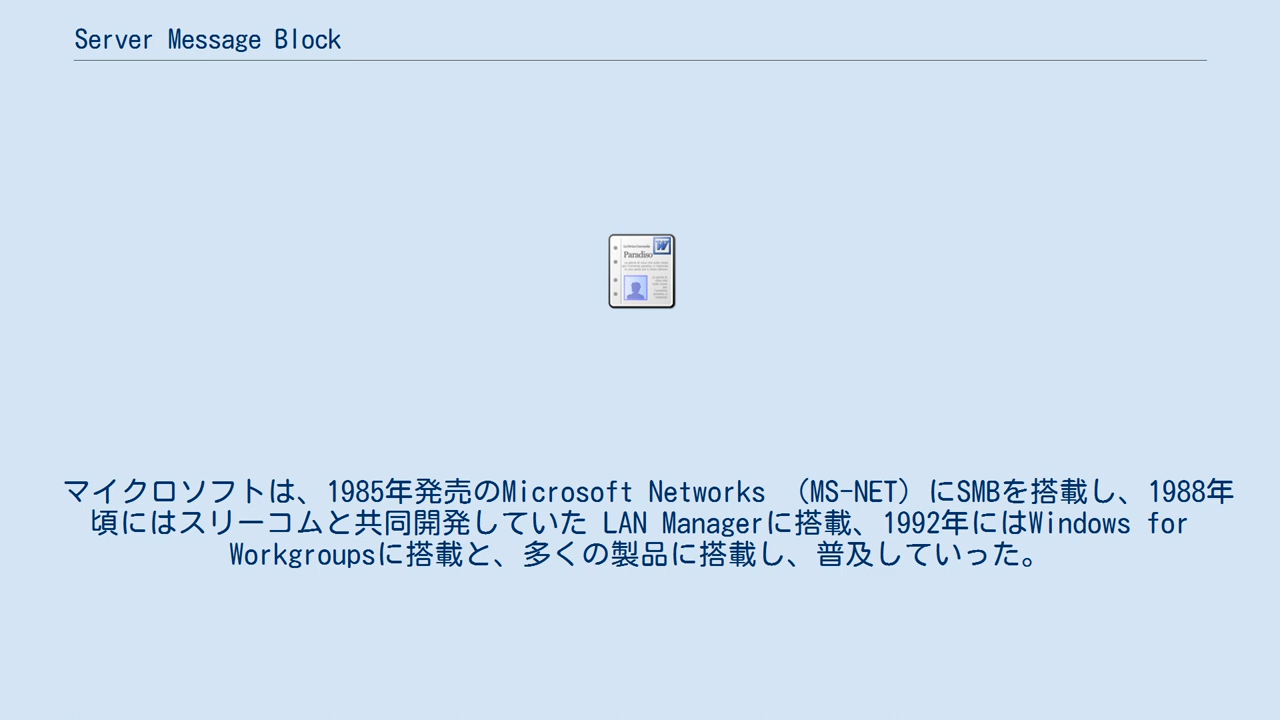 Server Message Block
Paradiso
マイクロソフトは、1985年発売のMicrosoft Networks （MS-NET）にSMBを搭載し、1988年
頃にはスリーコムと共同開発していた LAN Managerに搭載、1992年にはWindows for
Workgroupsに搭載と、多くの製品に搭載し、普及していった。